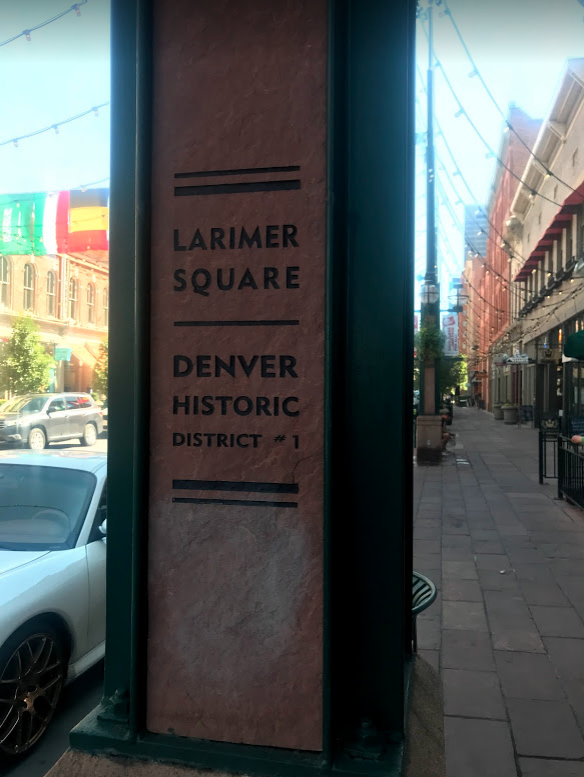 LARIMER
SQUARE
DENVER
HISTORIC
DISTRICT #1